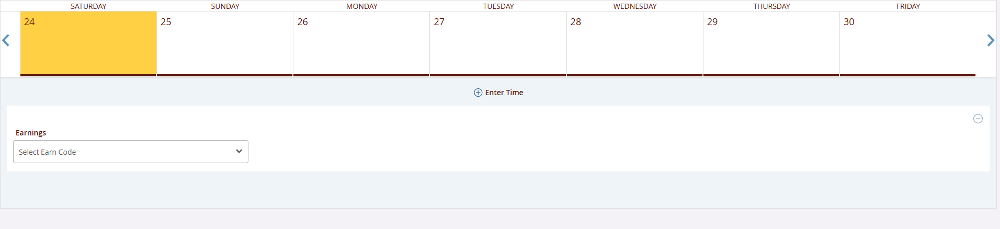 SATURDAY SUNDAY MONDAY TUESDAY WEDNESDAY THURSDAY FRIDAY
24 25 26 27 28 29 30
Enter Time
Earnings
Select Earn Code